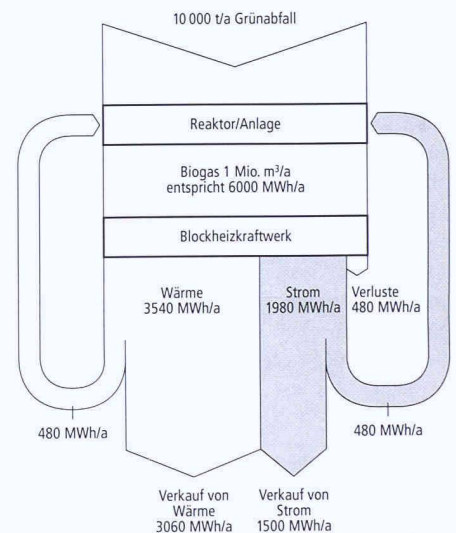 10 000 t/a Grünabfall
Reaktor/Anlage
Biogas 1 Mio. m³/a
entspricht 6000 MWh/a
Blockheizkraftwerk
Wärme
3540 MWh/a
Strom
1980 MWh/a
Verluste
480 MWh/a
480 MWh/a
480 MWh/a
Verkauf von
Wärme
3060 MWh/a
Verkauf von
Strom
1500 MWh/a